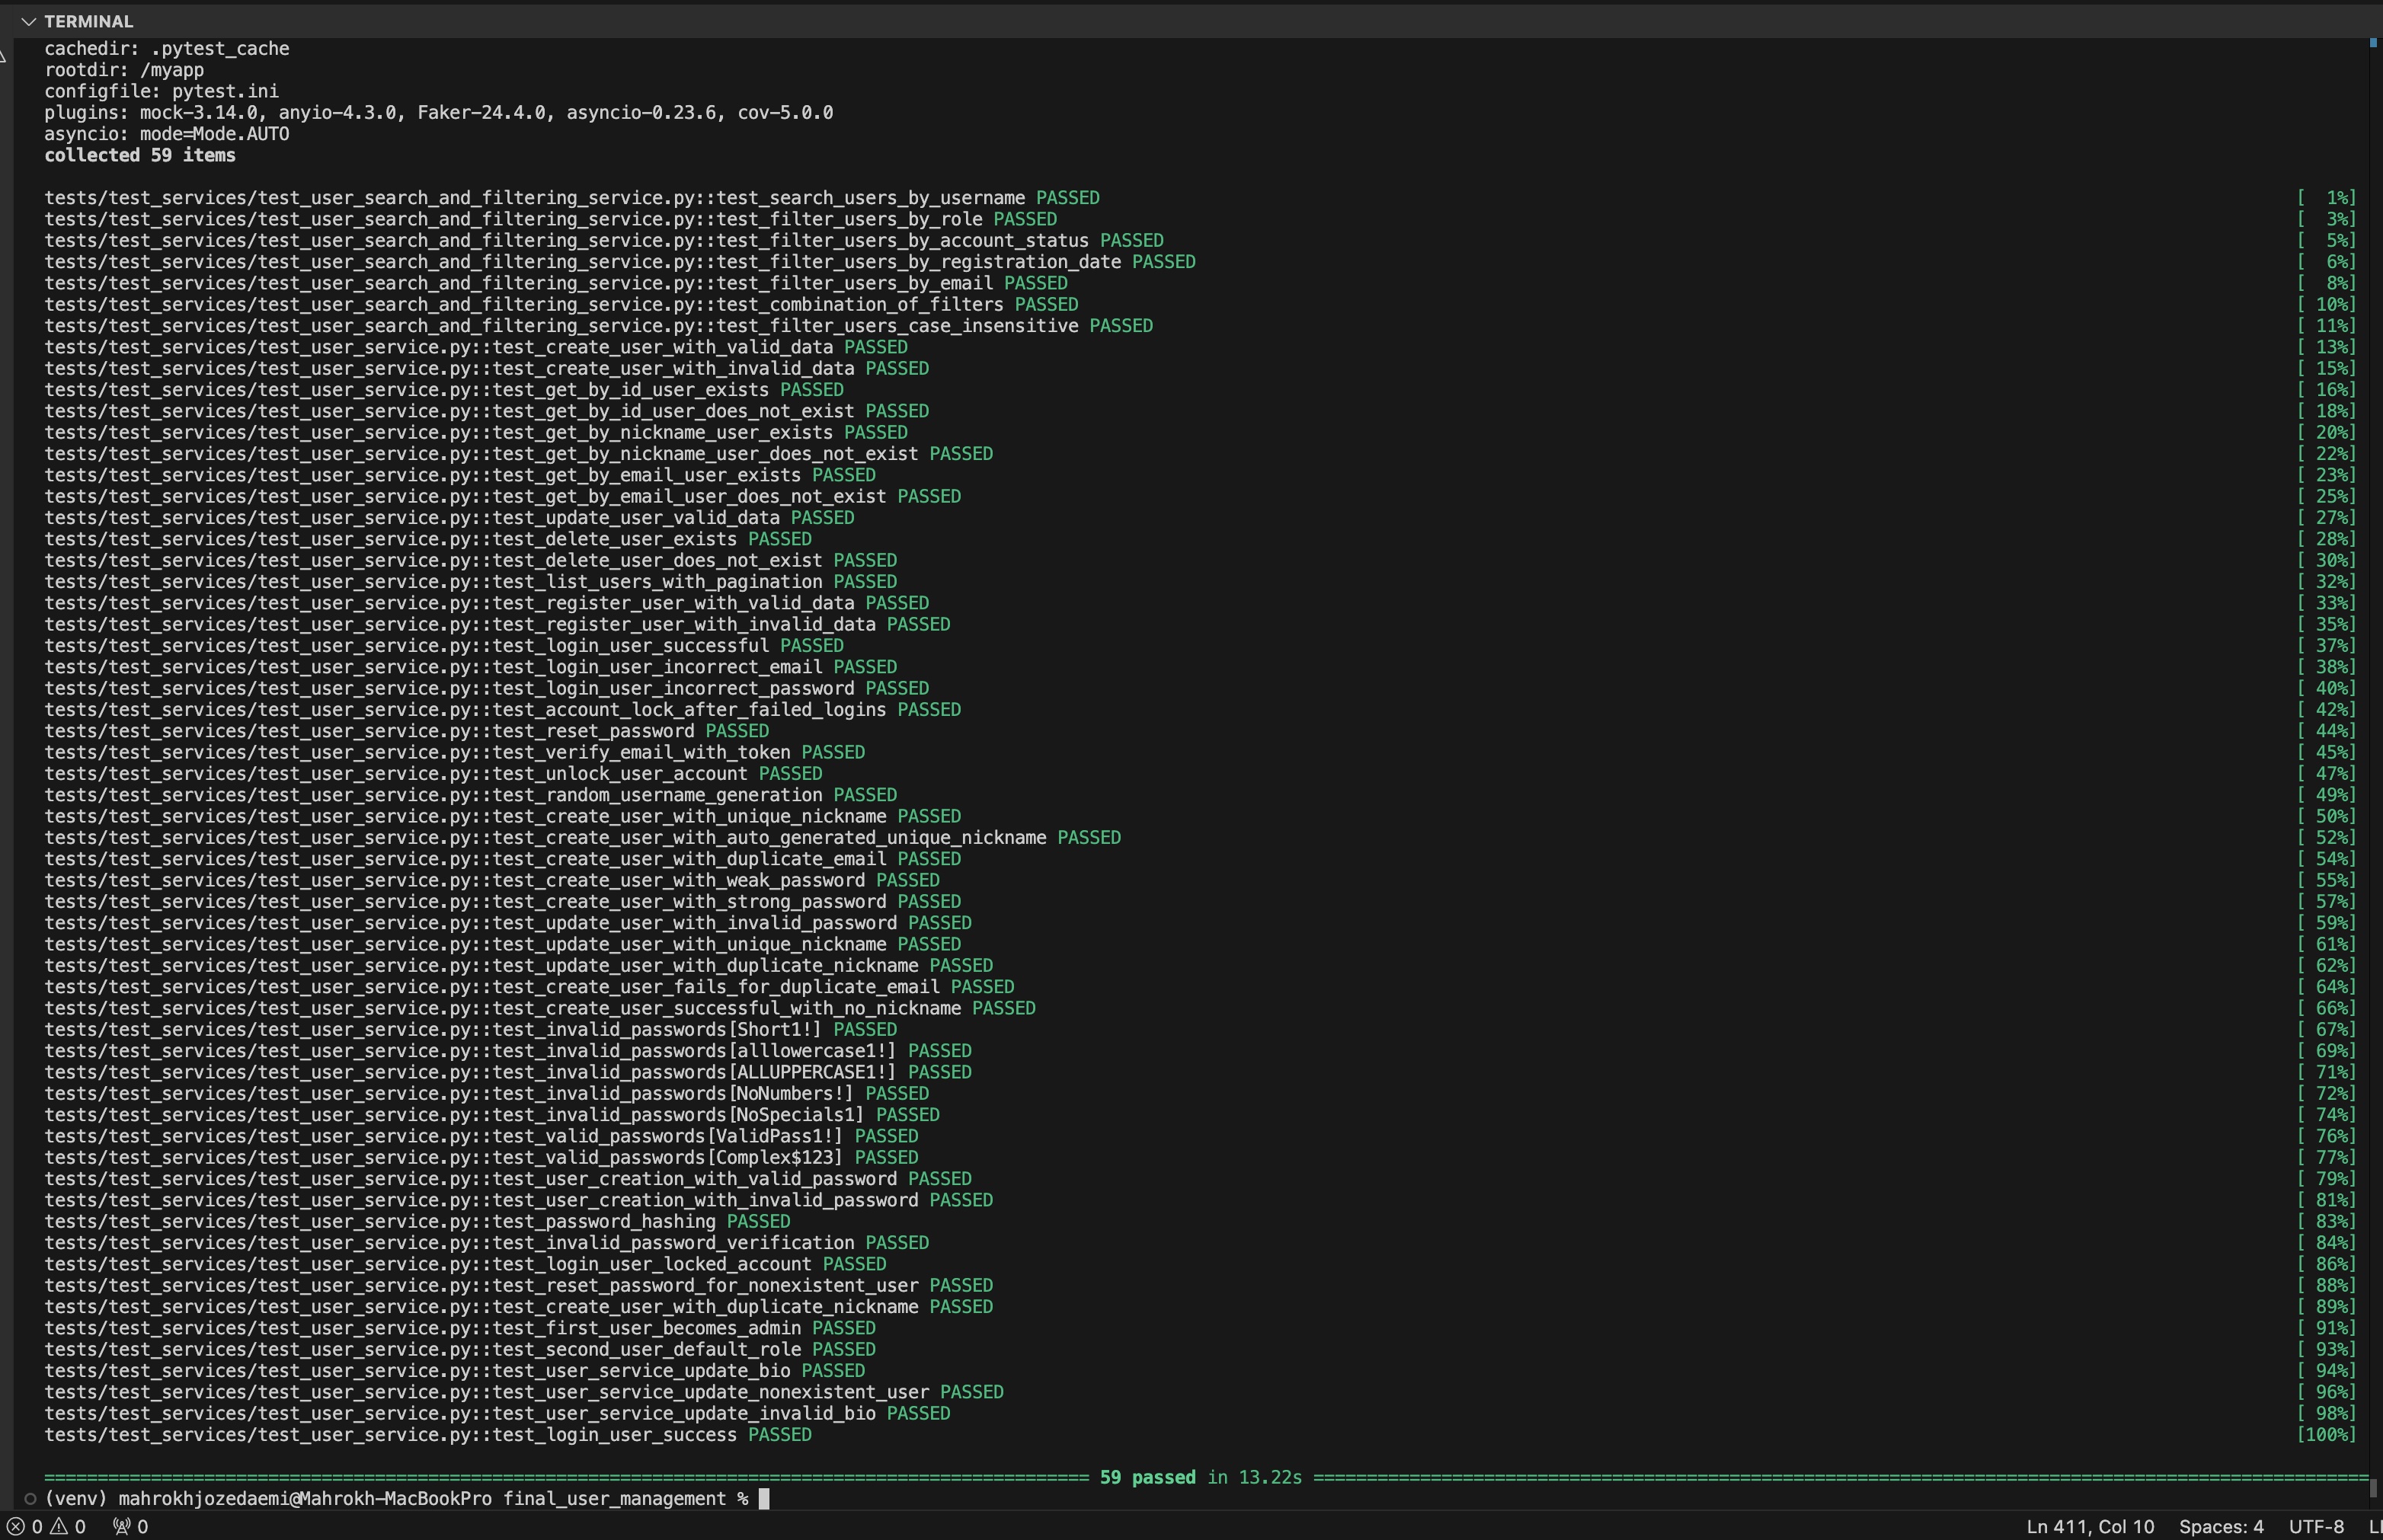 TERMINAL
cachedir: .pytest_cache
rootdir: /myapp
configfile: pytest.ini
plugins: mock-3.14.0, anyio-4.3.0, Faker-24.4.0, asyncio-0.23.6, cov-5.0.0
asyncio: mode=Mode.AUTO
collected 59 items
tests/test_services/test_user_search_and_filtering_service.py::test_search_users_by_username PASSED [  1%]
tests/test_services/test_user_search_and_filtering_service.py::test_filter_users_by_role PASSED [  3%]
tests/test_services/test_user_search_and_filtering_service.py::test_filter_users_by_account_status PASSED [  5%]
tests/test_services/test_user_search_and_filtering_service.py::test_filter_users_by_registration_date PASSED [  6%]
tests/test_services/test_user_search_and_filtering_service.py::test_filter_users_by_email PASSED [  8%]
tests/test_services/test_user_search_and_filtering_service.py::test_combination_of_filters PASSED [ 10%]
tests/test_services/test_user_search_and_filtering_service.py::test_filter_users_case_insensitive PASSED [ 11%]
tests/test_services/test_user_service.py::test_create_user_with_valid_data PASSED [ 13%]
tests/test_services/test_user_service.py::test_create_user_with_invalid_data PASSED [ 15%]
tests/test_services/test_user_service.py::test_get_by_id_user_exists PASSED [ 16%]
tests/test_services/test_user_service.py::test_get_by_id_user_does_not_exist PASSED [ 18%]
tests/test_services/test_user_service.py::test_get_by_nickname_user_exists PASSED [ 20%]
tests/test_services/test_user_service.py::test_get_by_nickname_user_does_not_exist PASSED [ 22%]
tests/test_services/test_user_service.py::test_get_by_email_user_exists PASSED [ 23%]
tests/test_services/test_user_service.py::test_get_by_email_user_does_not_exist PASSED [ 25%]
tests/test_services/test_user_service.py::test_update_user_valid_data PASSED [ 27%]
tests/test_services/test_user_service.py::test_delete_user_exists PASSED [ 28%]
tests/test_services/test_user_service.py::test_delete_user_does_not_exist PASSED [ 30%]
tests/test_services/test_user_service.py::test_list_users_with_pagination PASSED [ 32%]
tests/test_services/test_user_service.py::test_register_user_with_valid_data PASSED [ 33%]
tests/test_services/test_user_service.py::test_register_user_with_invalid_data PASSED [ 35%]
tests/test_services/test_user_service.py::test_login_user_successful PASSED [ 37%]
tests/test_services/test_user_service.py::test_login_user_incorrect_email PASSED [ 38%]
tests/test_services/test_user_service.py::test_login_user_incorrect_password PASSED [ 40%]
tests/test_services/test_user_service.py::test_account_lock_after_failed_logins PASSED [ 42%]
tests/test_services/test_user_service.py::test_reset_password PASSED [ 44%]
tests/test_services/test_user_service.py::test_verify_email_with_token PASSED [ 45%]
tests/test_services/test_user_service.py::test_unlock_user_account PASSED [ 47%]
tests/test_services/test_user_service.py::test_random_username_generation PASSED [ 49%]
tests/test_services/test_user_service.py::test_create_user_with_unique_nickname PASSED [ 50%]
tests/test_services/test_user_service.py::test_create_user_with_auto_generated_unique_nickname PASSED [ 52%]
tests/test_services/test_user_service.py::test_create_user_with_duplicate_email PASSED [ 54%]
tests/test_services/test_user_service.py::test_create_user_with_weak_password PASSED [ 55%]
tests/test_services/test_user_service.py::test_create_user_with_strong_password PASSED [ 57%]
tests/test_services/test_user_service.py::test_update_user_with_invalid_password PASSED [ 59%]
tests/test_services/test_user_service.py::test_update_user_with_unique_nickname PASSED [ 61%]
tests/test_services/test_user_service.py::test_update_user_with_duplicate_nickname PASSED [ 62%]
tests/test_services/test_user_service.py::test_create_user_fails_for_duplicate_email PASSED [ 64%]
tests/test_services/test_user_service.py::test_create_user_successful_with_no_nickname PASSED [ 66%]
tests/test_services/test_user_service.py::test_invalid_passwords[Short1!] PASSED [ 67%]
tests/test_services/test_user_service.py::test_invalid_passwords[alllowercase1!] PASSED [ 69%]
tests/test_services/test_user_service.py::test_invalid_passwords[ALLUPPERCASE1!] PASSED [ 71%]
tests/test_services/test_user_service.py::test_invalid_passwords[NoNumbers!] PASSED [ 72%]
tests/test_services/test_user_service.py::test_invalid_passwords[NoSpecials1] PASSED [ 74%]
tests/test_services/test_user_service.py::test_valid_passwords[ValidPass1!] PASSED [ 76%]
tests/test_services/test_user_service.py::test_valid_passwords[Complex$123] PASSED [ 77%]
tests/test_services/test_user_service.py::test_user_creation_with_valid_password PASSED [ 79%]
tests/test_services/test_user_service.py::test_user_creation_with_invalid_password PASSED [ 81%]
tests/test_services/test_user_service.py::test_password_hashing PASSED [ 83%]
tests/test_services/test_user_service.py::test_invalid_password_verification PASSED [ 84%]
tests/test_services/test_user_service.py::test_login_user_locked_account PASSED [ 86%]
tests/test_services/test_user_service.py::test_reset_password_for_nonexistent_user PASSED [ 88%]
tests/test_services/test_user_service.py::test_create_user_with_duplicate_nickname PASSED [ 89%]
tests/test_services/test_user_service.py::test_first_user_becomes_admin PASSED [ 91%]
tests/test_services/test_user_service.py::test_second_user_default_role PASSED [ 93%]
tests/test_services/test_user_service.py::test_user_service_update_bio PASSED [ 94%]
tests/test_services/test_user_service.py::test_user_service_update_nonexistent_user PASSED [ 96%]
tests/test_services/test_user_service.py::test_user_service_update_invalid_bio PASSED [ 98%]
tests/test_services/test_user_service.py::test_login_user_success PASSED [100%]
59 passed in 13.22s
(venv) mahrokhjozedaemi@Mahrokh-MacBookPro final_user_management %
0 0 0 Ln 411, Col 10 Spaces: 4 UTF-8